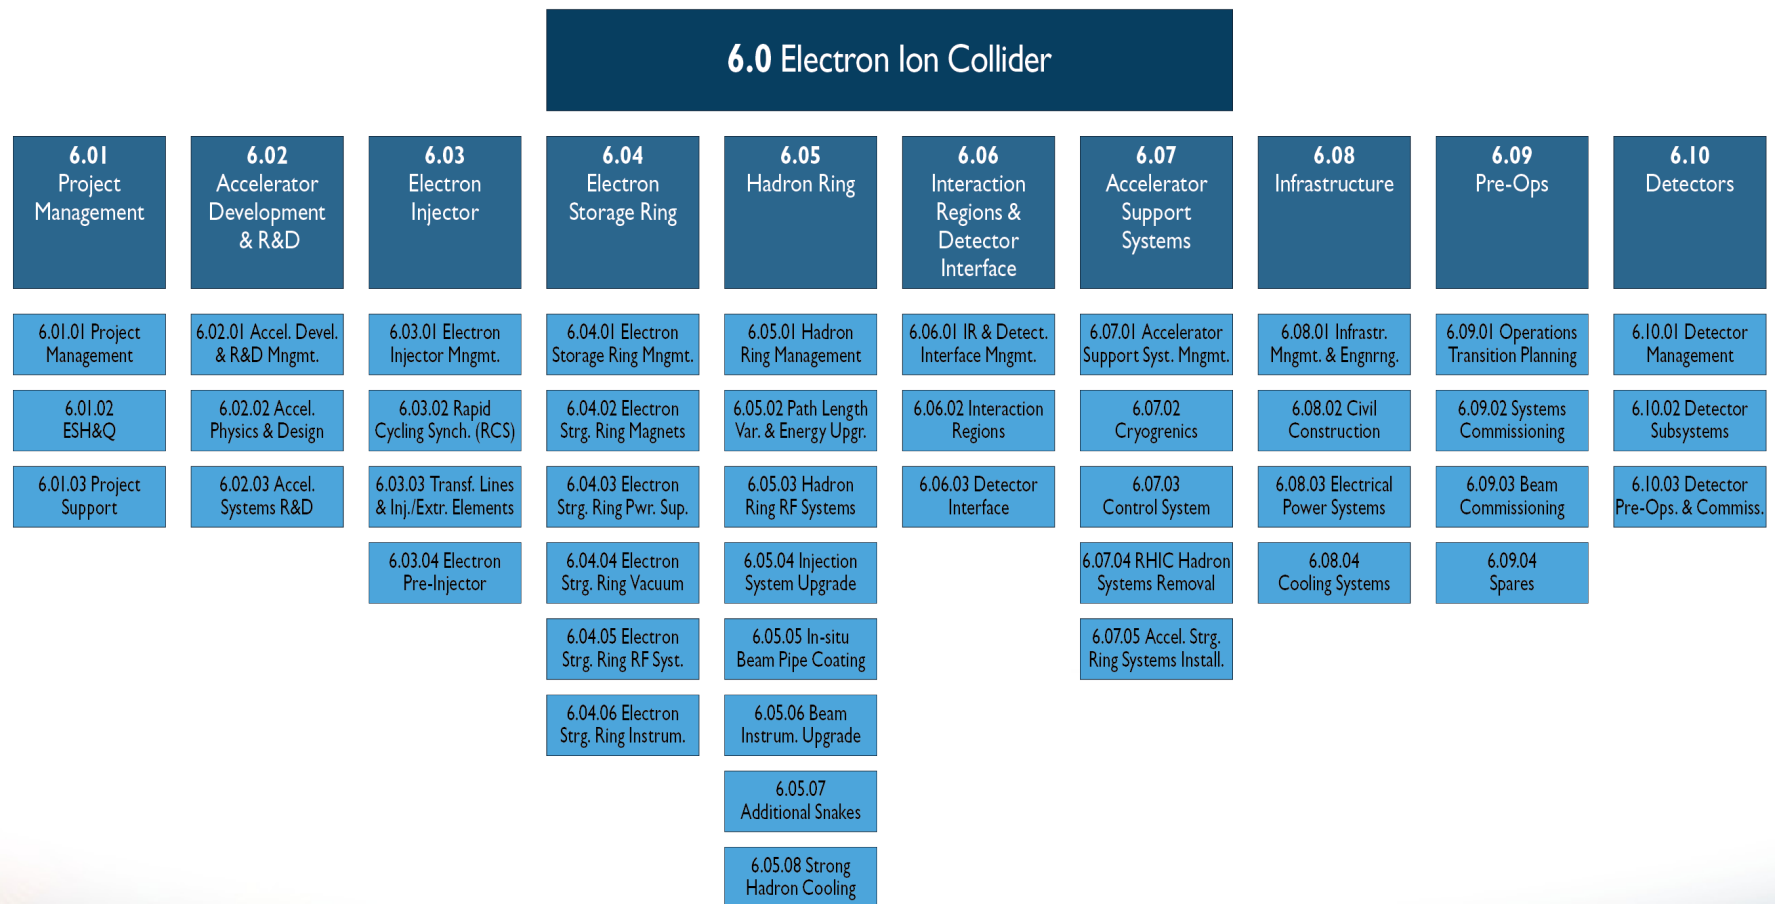 6.0 Electron Ion Collider
6.01
Project
Management
6.01.01 Project
Management
6.01.02
ESH&Q
6.01.03 Project
Support
6.02
Accelerator
Development
& R&D
6.02.01 Accel. Devel.
& R&D Mngmt.
6.02.02 Accel.
Physics & Design
6.02.03 Accel.
Systems R&D
6.03
Electron
Injector
6.03.01 Electron
Injector Mngmt.
6.03.02 Rapid
Cycling Synch. (RCS)
6.03.03 Transf. Lines
& Inj./Extr. Elements
6.03.04 Electron
Pre-Injector
6.04
Electron
Storage Ring
6.04.01 Electron
Storage Ring Mngmt.
6.04.02 Electron
Strg. Ring Magnets
6.04.03 Electron
Strg. Ring Pwr. Sup.
6.04.04 Electron
Strg. Ring Vacuum
6.04.05 Electron
Strg. Ring RF Syst.
6.04.06 Electron
Strg. Ring Instrum.
6.05
Hadron Ring
6.05.01 Hadron
Ring Management
6.05.02 Path Length
Var. & Energy Upgr.
6.05.03 Hadron
Ring RF Systems
6.05.04 Injection
System Upgrade
6.05.05 In-situ
Beam Pipe Coating
6.05.06 Beam
Instrum. Upgrade
6.05.07
Additional Snakes
6.05.08 Strong
Hadron Cooling
6.06
Interaction
Regions &
Detector
Interface
6.06.01 IR & Detect.
Interface Mngmt.
6.06.02 Interaction
Regions
6.06.03 Detector
Interface
6.07
Accelerator
Support
Systems
6.07.01 Accelerator
Support Syst. Mngmt.
6.07.02
Cryogrenics
6.07.03
Control System
6.07.04 RHIC Hadron
Systems Removal
6.07.05 Accel. Strg.
Ring Systems Install.
6.08
Infrastructure
6.08.01 Infrastr.
Mngmt. & Engnrng.
6.08.02 Civil
Construction
6.08.03 Electrical
Power Systems
6.08.04
Cooling Systems
6.09
Pre-Ops
6.09.01 Operations
Transition Planning
6.09.02 Systems
Commissioning
6.09.03 Beam
Commissioning
6.09.04
Spares
6.10
Detectors
6.10.01 Detector
Management
6.10.02 Detector
Subsystems
6.10.03 Detector
Pre-Ops. & Commiss.